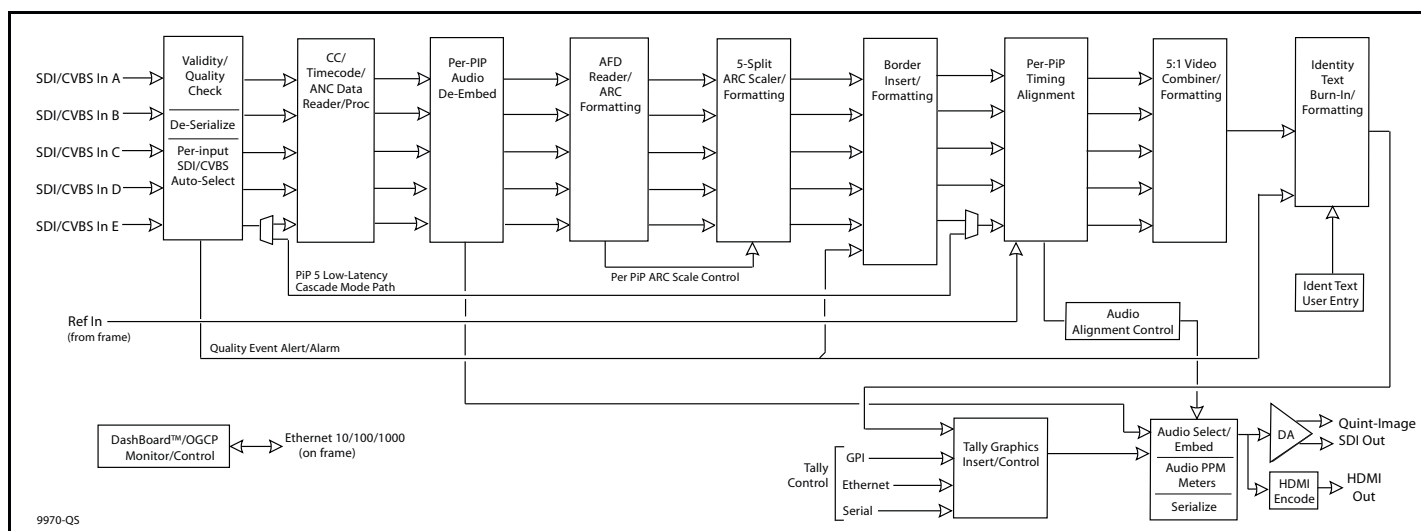 SDI/CVBS In A
SDI/CVBS In B
SDI/CVBS In C
SDI/CVBS In D
SDI/CVBS In E
Validity/
Quality
Check
De-Serialize
Per-input
SDI/CVBS
Auto-Select
CC/
Timecode/
ANC Data
Reader/Proc
Per-PIP
Audio
De-Embed
AFD
Reader/
ARC
Formatting
5-Split
ARC Scaler/
Formatting
Border
Insert/
Formatting
Per-PiP
Timing
Alignment
5:1 Video
Combiner/
Formatting
Identity
Text
Burn-In/
Formatting
PiP 5 Low-Latency
Cascade Mode Path
Per PiP ARC Scale Control
Ident Text
User Entry
Ref In
(from frame)
Audio
Alignment Control
Quality Event Alert/Alarm
DashBoard™/OGCP
Monitor/Control
Ethernet 10/100/1000
(on frame)
Tally
Control
GPI
Ethernet
Serial
Tally Graphics
Insert/Control
Audio Select/
Embed
Audio PPM
Meters
Serialize
DA
Quint-Image
SDI Out
HDMI
Encode
HDMI
Out
9970-QS